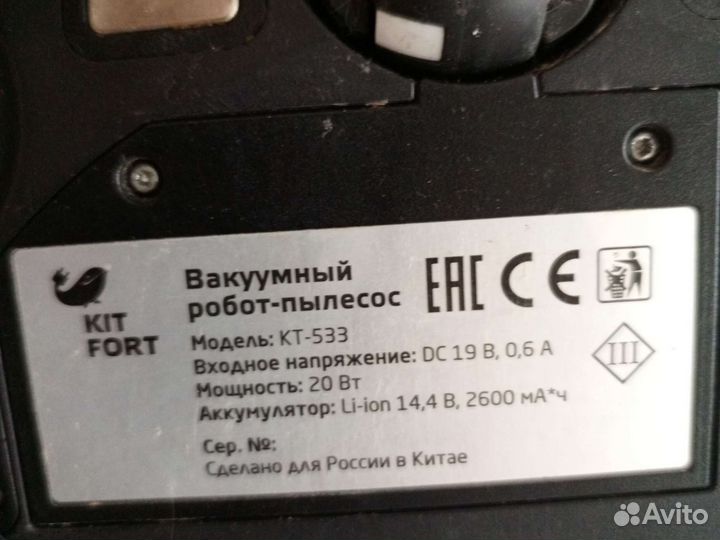 KIT
FORT
Вакуумный
робот-пылесос
Модель: КТ-533
Входное напряжение: DC 19 В, 0,6 А
Мощность: 20 Вт
Аккумулятор: Li-ion 14,4 В, 2600 мА*ч
Сер. №:
Сделано для России в Китае
EAC CE
III
Avito